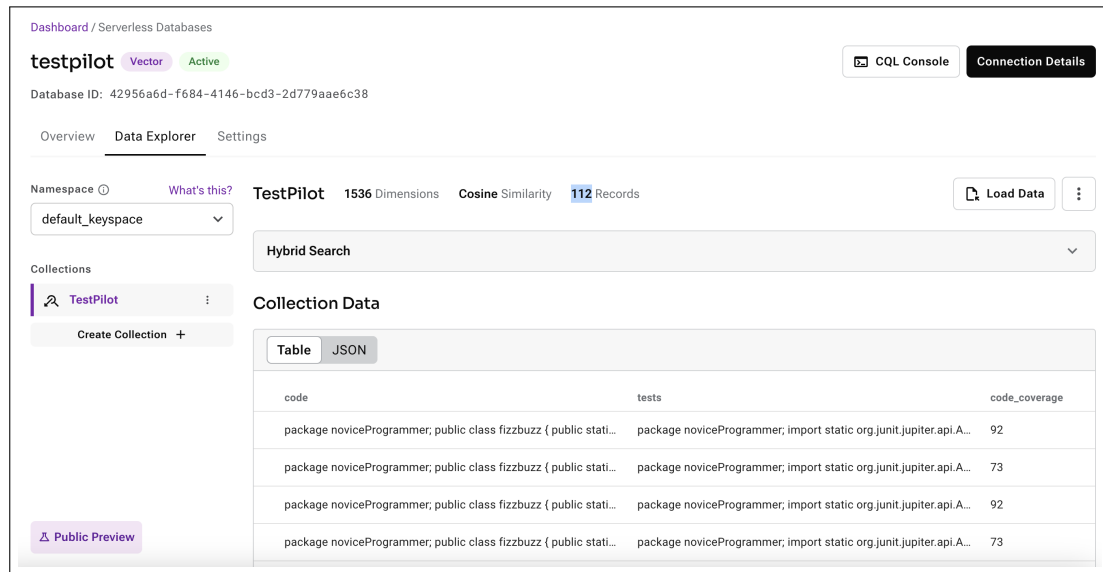 Dashboard / Serverless Databases
testpilot Vector Active
CQL Console Connection Details
Database ID: 42956a6d-f684-4146-bcd3-2d779aae6c38
Overview Data Explorer Settings
Namespace What's this?
default_keyspace
Collections
TestPilot
Create Collection +
Public Preview
TestPilot 1536 Dimensions Cosine Similarity 112 Records
Load Data
Hybrid Search
Collection Data
Table JSON
code tests code_coverage
package noviceProgrammer; public class fizzbuzz { public stati... package noviceProgrammer; import static org.junit.jupiter.api.A... 92
package noviceProgrammer; public class fizzbuzz { public stati... package noviceProgrammer; import static org.junit.jupiter.api.A... 73
package noviceProgrammer; public class fizzbuzz { public stati... package noviceProgrammer; import static org.junit.jupiter.api.A... 92
package noviceProgrammer; public class fizzbuzz { public stati... package noviceProgrammer; import static org.junit.jupiter.api.A... 73